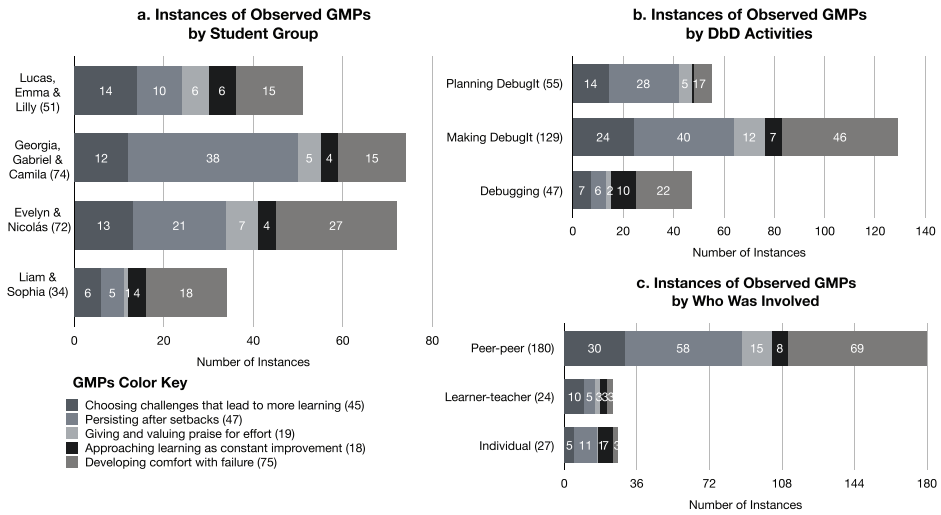 a. Instances of Observed GMPs
by Student Group
Lucas,
Emma &
Lilly (51)
14 10 6 6 15
Georgia,
Gabriel &
Camila (74)
12 38 5 4 15
Evelyn &
Nicolás (72)
13 21 7 4 27
Liam &
Sophia (34)
6 5 1 4 18
0 20 40 60 80
Number of Instances
GMPs Color Key
Choosing challenges that lead to more learning (45)
Persisting after setbacks (47)
Giving and valuing praise for effort (19)
Approaching learning as constant improvement (18)
Developing comfort with failure (75)
b. Instances of Observed GMPs
by DbD Activities
Planning DebugIt (55) 14 28 5 17
Making DebugIt (129) 24 40 12 7 46
Debugging (47) 7 6 2 10 22
0 20 40 60 80 100 120 140
Number of Instances
c. Instances of Observed GMPs
by Who Was Involved
Peer-peer (180) 30 58 15 8 69
Learner-teacher (24) 10 5 3 3 3
Individual (27) 5 11 1 7 3
0 36 72 108 144 180
Number of Instances